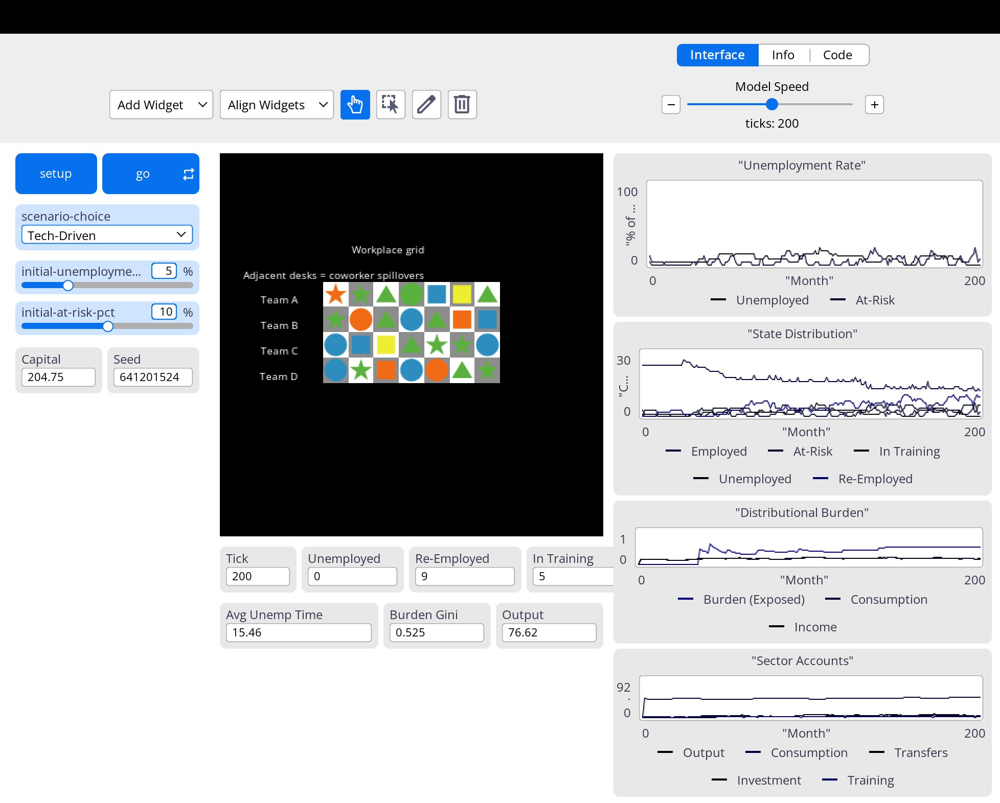 Interface
Info
Code
Model Speed
ticks: 200
Add Widget
Align Widgets
setup
go
scenario-choice
Tech-Driven
initial-unemployme... 5 %
initial-at-risk-pct 10 %
Capital
204.75
Seed
641201524
Workplace grid
Adjacent desks = coworker spillovers
Team A
Team B
Team C
Team D
Tick
200
Unemployed
0
Re-Employed
9
In Training
5
Avg Unemp Time
15.46
Burden Gini
0.525
Output
76.62
"Unemployment Rate"
100
"% of ...
0
0 "Month" 200
Unemployed At-Risk
"State Distribution"
30
"C...
0
0 "Month" 200
Employed At-Risk In Training
Unemployed Re-Employed
"Distributional Burden"
1
0
0 "Month" 200
Burden (Exposed) Consumption
Income
"Sector Accounts"
92
.
0
0 "Month" 200
Output Consumption Transfers
Investment Training